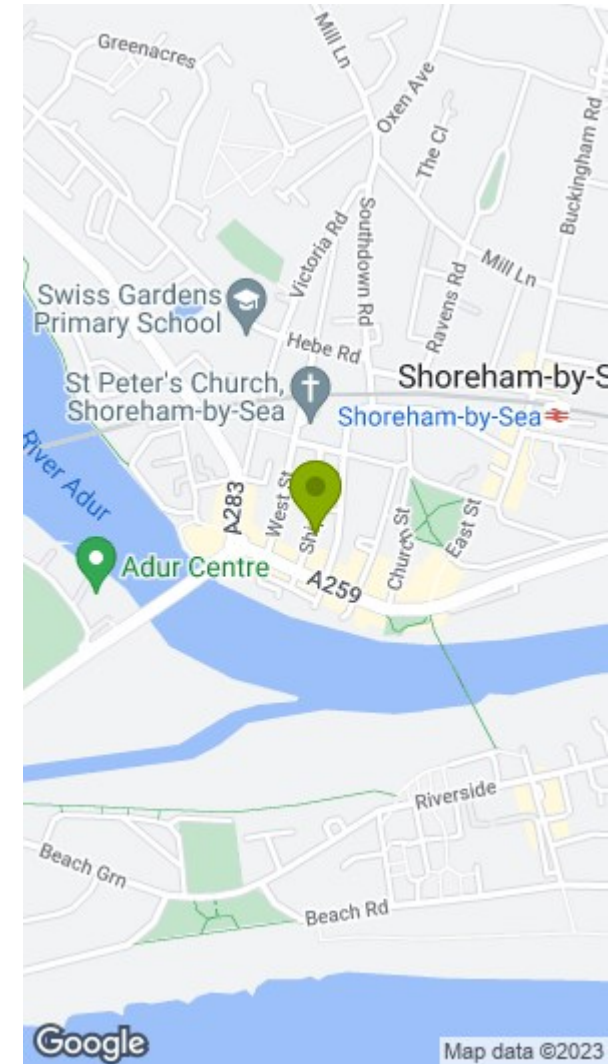 Greenacres
Mill Ln
Oxen Ave
The Cl
Buckingham Rd
Victoria Rd
Southdown Rd
Ravens Rd
Mill Ln
Swiss Gardens
Primary School
Hebe Rd
Shoreham-by-S
St Peter's Church,
Shoreham-by-Sea
Shoreham-by-Sea
River Adur
A283
West St
Church St
East St
Adur Centre
A259
Riverside
Beach Grn
Beach Rd
Google
Map data ©2023